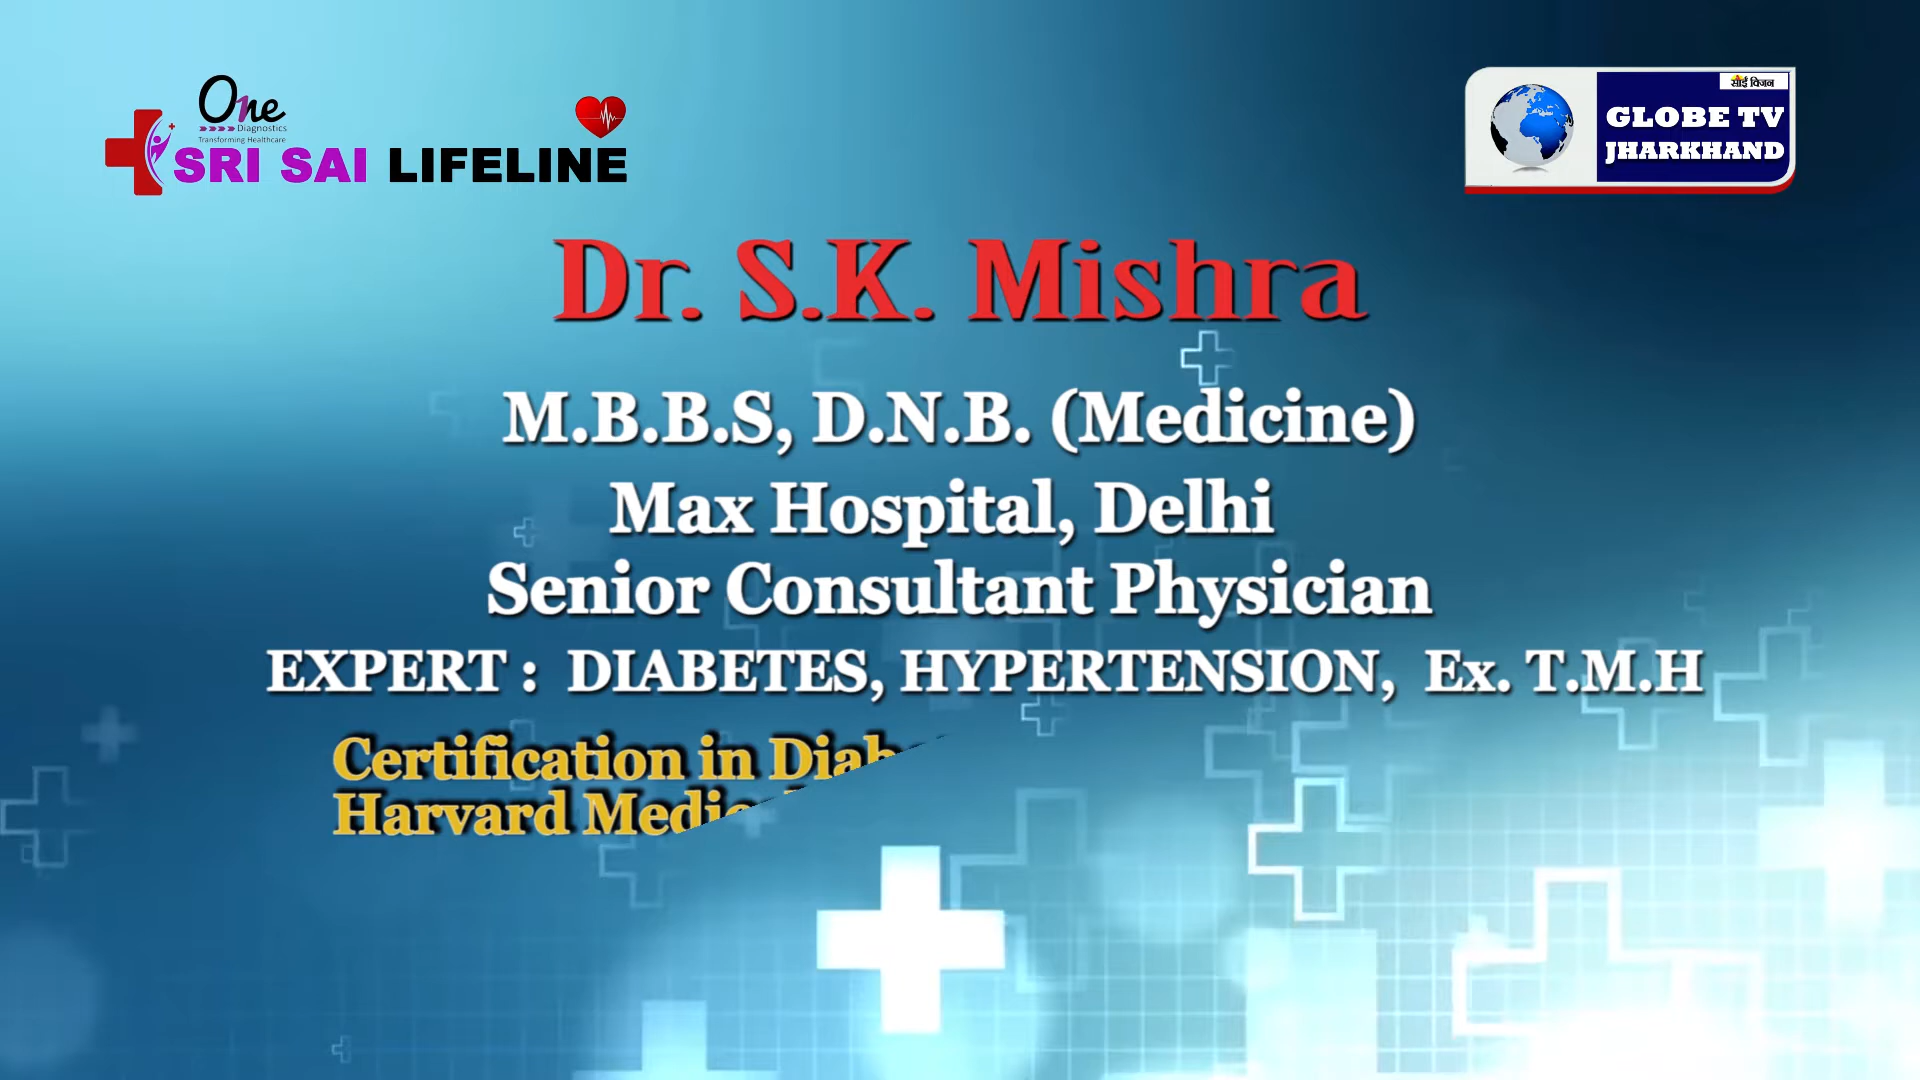 One
Diagnostics
Transforming Healthcare
SRI SAI LIFELINE
साई विजन
GLOBE TV
JHARKHAND
Dr. S.K. Mishra
M.B.B.S, D.N.B. (Medicine)
Max Hospital, Delhi
Senior Consultant Physician
EXPERT : DIABETES, HYPERTENSION, Ex. T.M.H
Certification in
Harvard